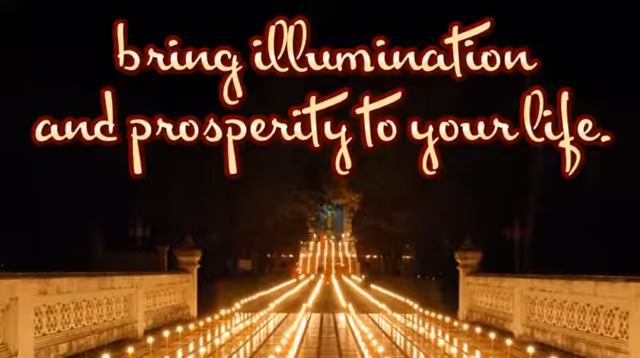 bring illumination
and prosperity to your life.